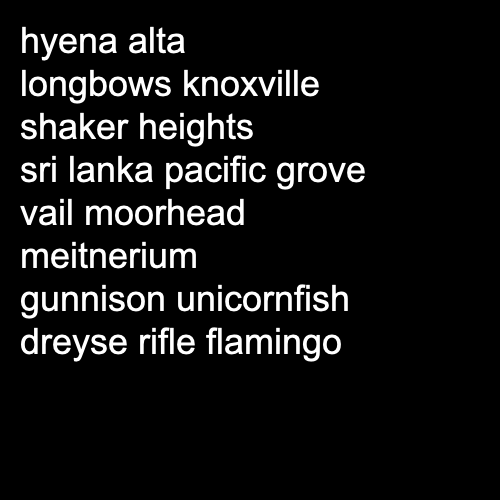 hyena alta
longbows knoxville
shaker heights
sri lanka pacific grove
vail moorhead
meitnerium
gunnison unicornfish
dreyse rifle flamingo